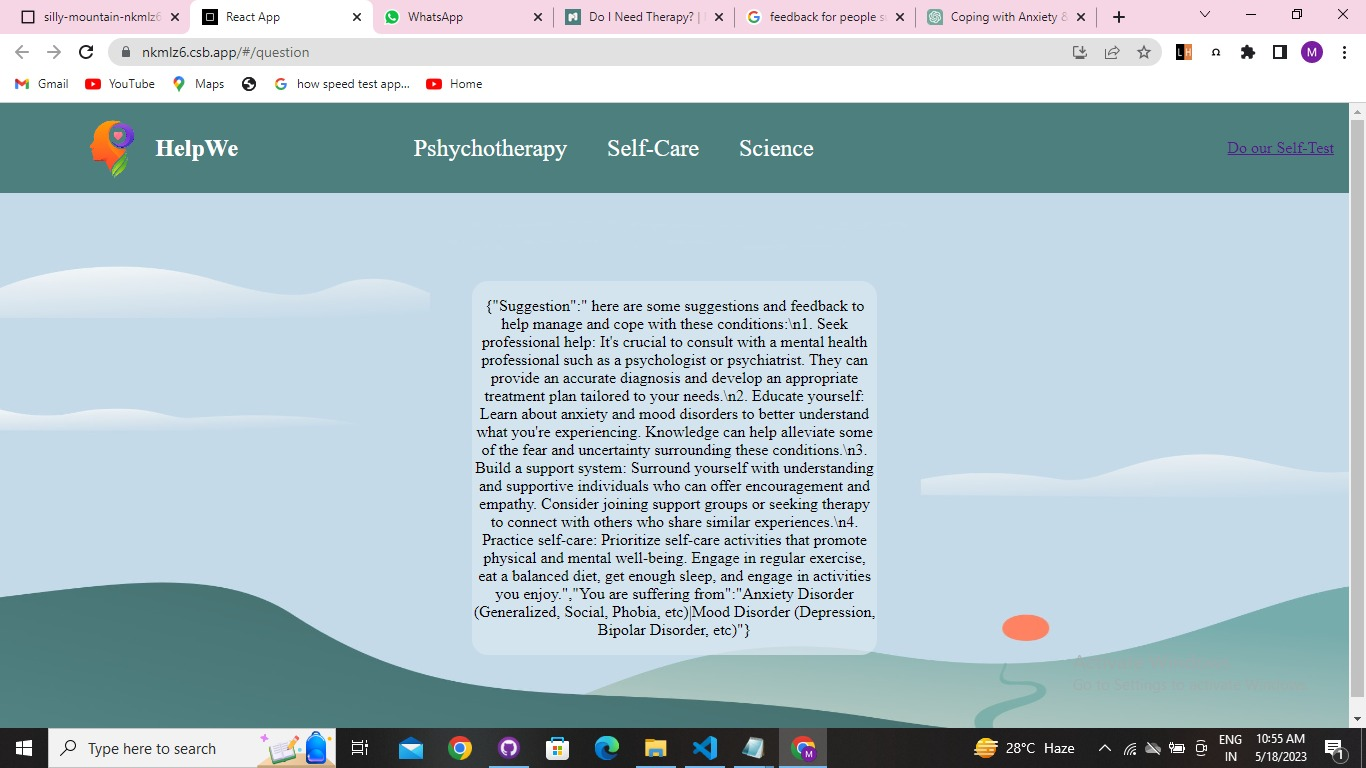 silly-mountain-nkmlz6
React App
WhatsApp
Do I Need Therapy? |
feedback for people s
Coping with Anxiety &
nkmlz6.csb.app/#/question
M
Gmail
YouTube
Maps
how speed test app...
Home
HelpWe
Pshychotherapy
Self-Care
Science
Do our Self-Test
{"Suggestion":" here are some suggestions and feedback to
help manage and cope with these conditions:\n1. Seek
professional help: It's crucial to consult with a mental health
professional such as a psychologist or psychiatrist. They can
provide an accurate diagnosis and develop an appropriate
treatment plan tailored to your needs.\n2. Educate yourself:
Learn about anxiety and mood disorders to better understand
what you're experiencing. Knowledge can help alleviate some
of the fear and uncertainty surrounding these conditions.\n3.
Build a support system: Surround yourself with understanding
and supportive individuals who can offer encouragement and
empathy. Consider joining support groups or seeking therapy
to connect with others who share similar experiences.\n4.
Practice self-care: Prioritize self-care activities that promote
physical and mental well-being. Engage in regular exercise,
eat a balanced diet, get enough sleep, and engage in activities
you enjoy.","You are suffering from":"Anxiety Disorder
(Generalized, Social, Phobia, etc)|Mood Disorder (Depression,
Bipolar Disorder, etc)"}
Activate Windows
Go to Settings to activate Windows.
Type here to search
28°C Haze
ENG
IN
10:55 AM
5/18/2023
1